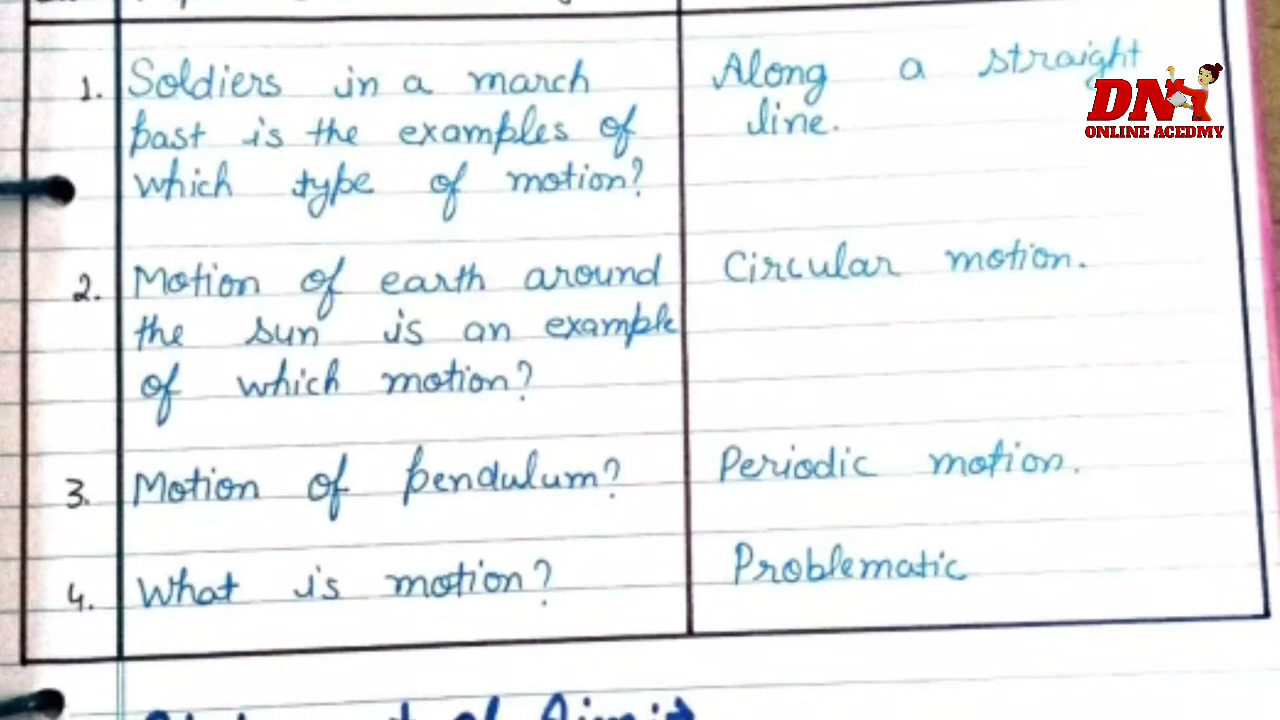 1. Soldiers in a march
past is the examples of
which type of motion?
Along a straight
line.
2. Motion of earth around
the sun is an example
of which motion?
Circular motion.
3. Motion of pendulum?
Periodic motion.
4. What is motion?
Problematic
DN
ONLINE ACEDMY
of Aim:→